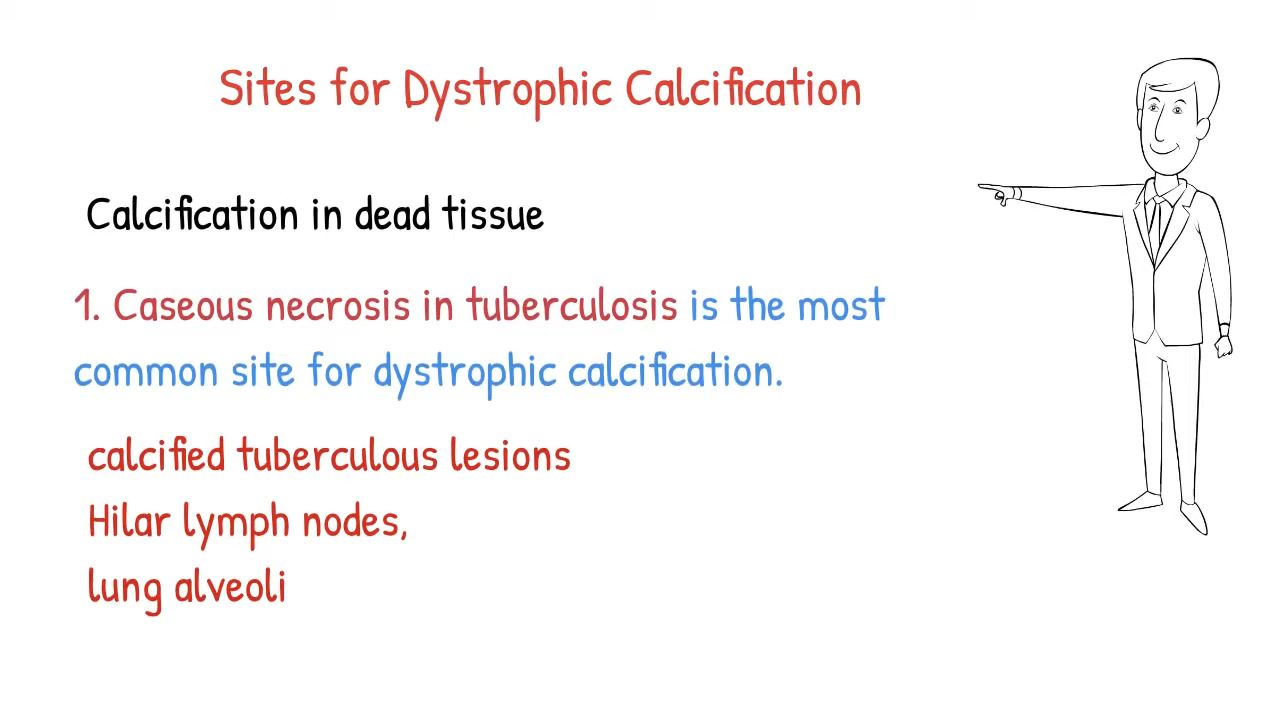 Sites for Dystrophic Calcification
Calcification in dead tissue
1. Caseous necrosis in tuberculosis is the most
common site for dystrophic calcification.
calcified tuberculous lesions
Hilar lymph nodes,
lung alveoli